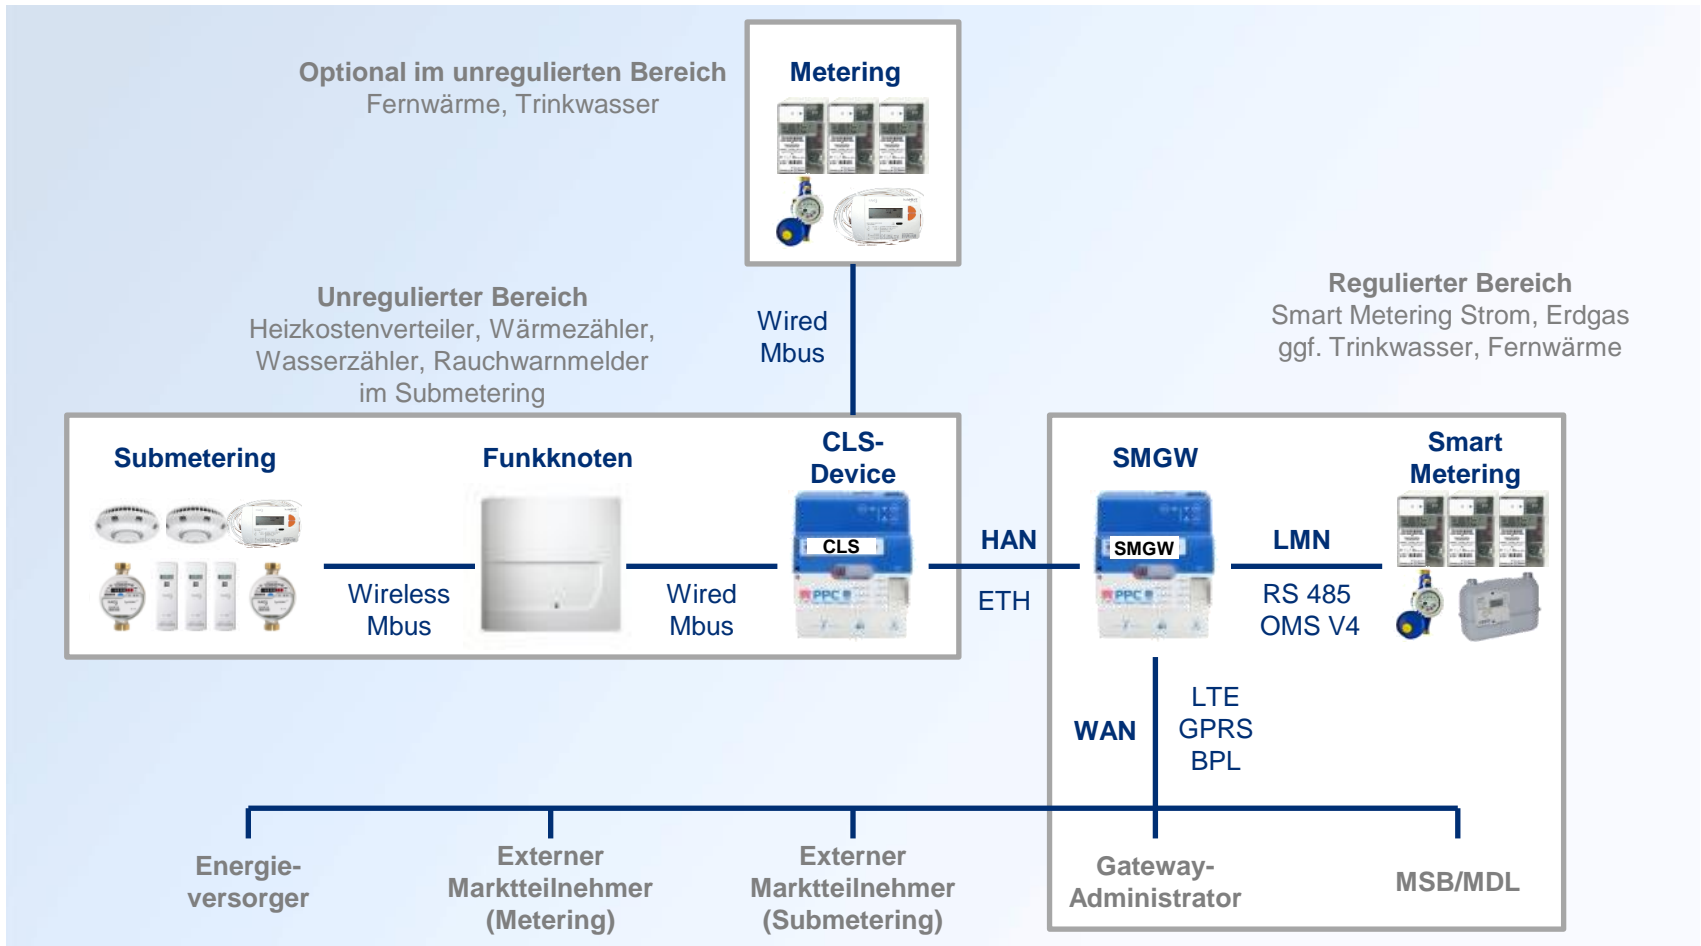 Optional im unregulierten Bereich
Fernwärme, Trinkwasser
Metering
Wired
Mbus
Unregulierter Bereich
Heizkostenverteiler, Wärmezähler,
Wasserzähler, Rauchwarnmelder
im Submetering
Regulierter Bereich
Smart Metering Strom, Erdgas
ggf. Trinkwasser, Fernwärme
Submetering
Funkknoten
CLS-
Device
SMGW
Smart
Metering
CLS
PPC
SMGW
PPC
Wireless
Mbus
Wired
Mbus
HAN
ETH
LMN
RS 485
OMS V4
WAN
LTE
GPRS
BPL
Energie-
versorger
Externer
Marktteilnehmer
(Metering)
Externer
Marktteilnehmer
(Submetering)
Gateway-
Administrator
MSB/MDL